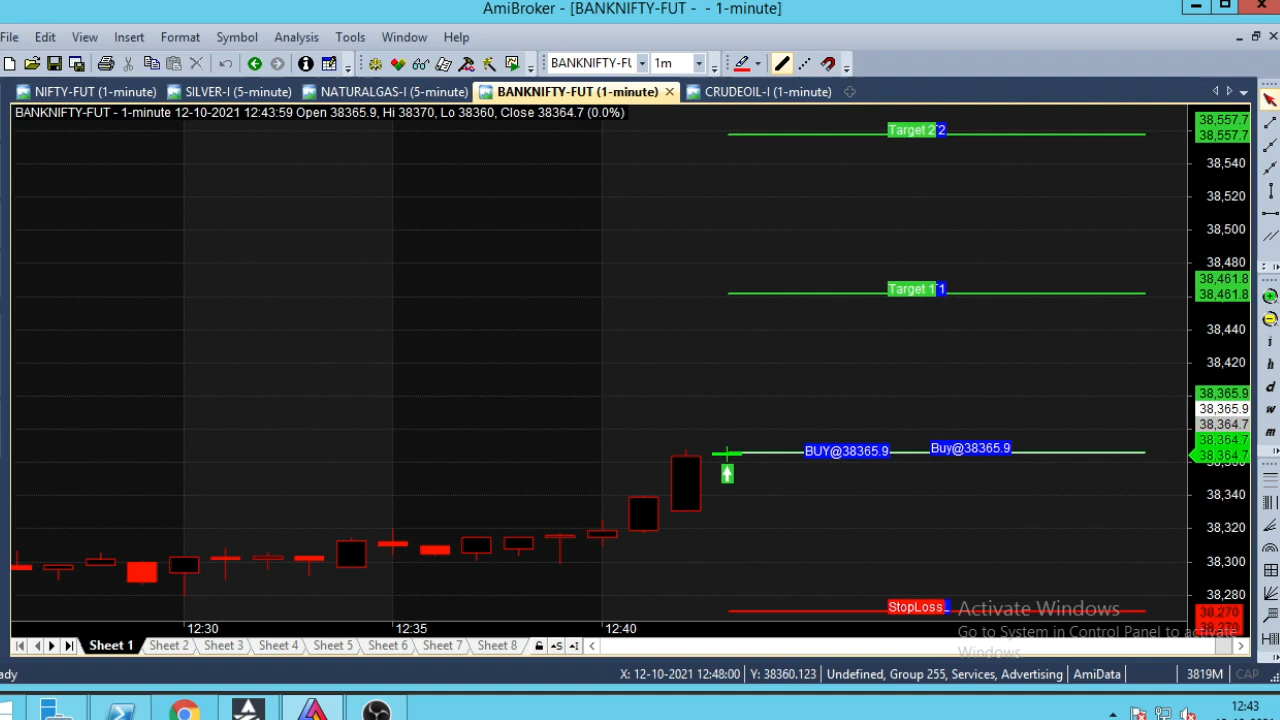 AmiBroker - [BANKNIFTY-FUT - - 1-minute]
File Edit View Insert Format Symbol Analysis Tools Window Help
BANKNIFTY-FU 1m
NIFTY-FUT (1-minute) SILVER-I (5-minute) NATURALGAS-I (5-minute) BANKNIFTY-FUT (1-minute) CRUDEOIL-I (1-minute)
BANKNIFTY-FUT - 1-minute 12-10-2021 12:43:59 Open 38365.9, Hi 38370, Lo 38360, Close 38364.7 (0.0%)
38,557.7
Target 2 2
38,557.7
38,540
38,520
38,500
38,480
38,461.8
Target 1 1
38,461.8
38,440
38,420
38,365.9
38,365.9
38,364.7
38,364.7
BUY@38365.9 Buy@38365.9
38,364.7
38,340
38,320
38,300
38,280
StopLoss
38,270
Activate Windows
Go to System in Control Panel to activate
Windows.
12:30 12:35 12:40
Sheet 1 Sheet 2 Sheet 3 Sheet 4 Sheet 5 Sheet 6 Sheet 7 Sheet 8
ady X: 12-10-2021 12:48:00 Y: 38360.123 Undefined, Group 255, Services, Advertising AmiData 3819M CAP
12:43